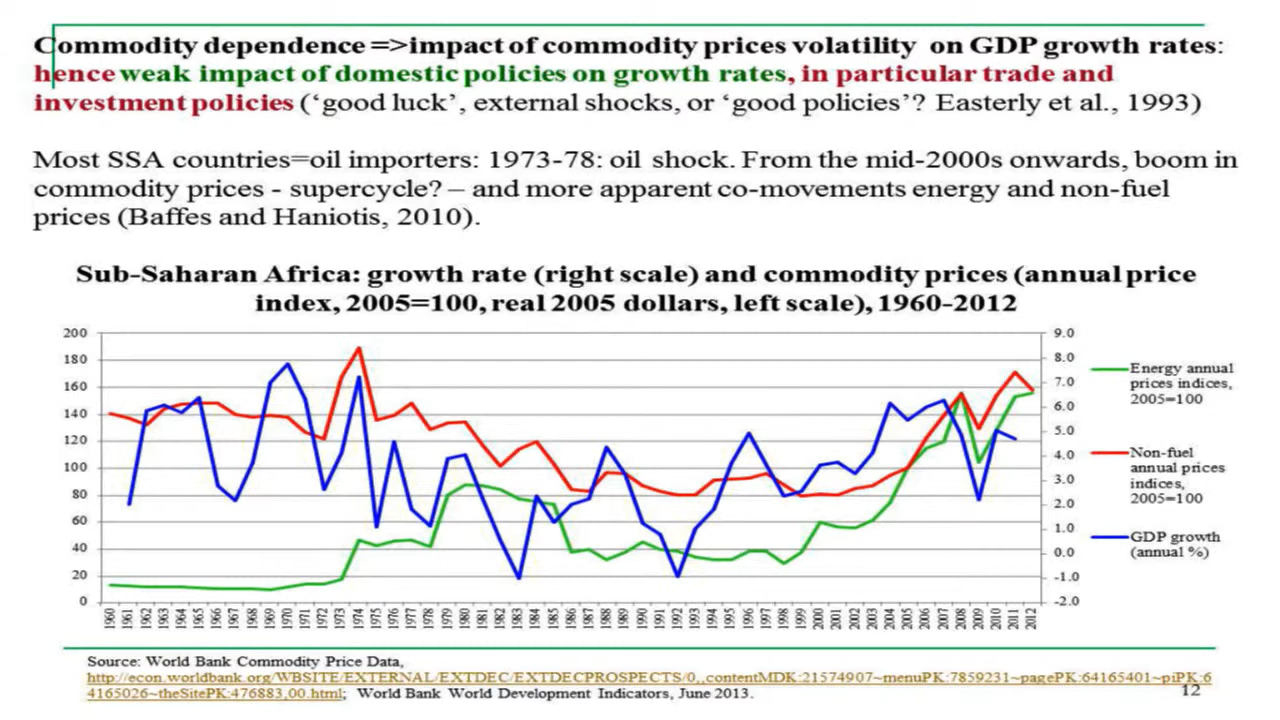 Commodity dependence =>impact of commodity prices volatility on GDP growth rates:
hence weak impact of domestic policies on growth rates, in particular trade and
investment policies (‘good luck’, external shocks, or ‘good policies’? Easterly et al., 1993)
Most SSA countries=oil importers: 1973-78: oil shock. From the mid-2000s onwards, boom in
commodity prices - supercycle? – and more apparent co-movements energy and non-fuel
prices (Baffes and Haniotis, 2010).
Sub-Saharan Africa: growth rate (right scale) and commodity prices (annual price
index, 2005=100, real 2005 dollars, left scale), 1960-2012
200
180
160
140
120
100
80
60
40
20
0
9.0
8.0
7.0
6.0
5.0
4.0
3.0
2.0
1.0
0.0
-1.0
-2.0
1960 1961 1962 1963 1964 1965 1966 1967 1968 1969 1970 1971 1972 1973 1974 1975 1976 1977 1978 1979 1980 1981 1982 1983 1984 1985 1986 1987 1988 1989 1990 1991 1992 1993 1994 1995 1996 1997 1998 1999 2000 2001 2002 2003 2004 2005 2006 2007 2008 2009 2010 2011 2012
Energy annual
prices indices,
2005=100
Non-fuel
annual prices
indices,
2005=100
GDP growth
(annual %)
Source: World Bank Commodity Price Data,
http://econ.worldbank.org/WBSITE/EXTERNAL/EXTDEC/EXTDECPROSPECTS/0,,contentMDK:21574907~menuPK:7859231~pagePK:64165401~piPK:6
4165026~theSitePK:476883,00.html; World Bank World Development Indicators, June 2013.
12